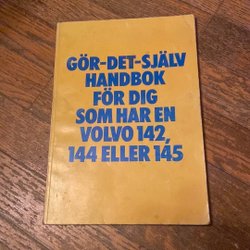 GÖR-DET-SJÄLV
HANDBOK
FÖR DIG
SOM HAR EN
VOLVO 142,
144 ELLER 145